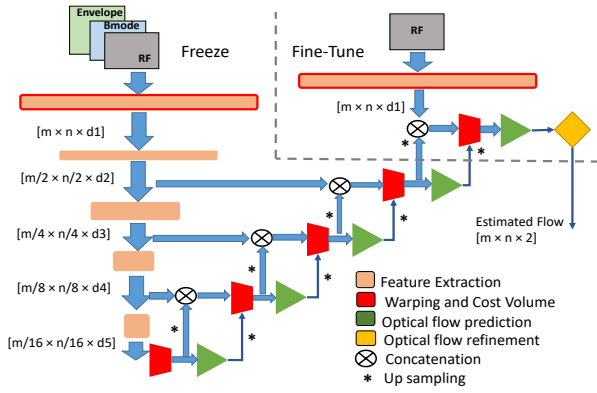 Envelope
Bmode
RF
Freeze
Fine-Tune
RF
[m × n × d1]
[m × n × d1]
[m/2 × n/2 × d2]
[m/4 × n/4 × d3]
[m/8 × n/8 × d4]
[m/16 × n/16 × d5]
*
*
*
*
*
*
*
*
Estimated Flow
[m × n × 2]
Feature Extraction
Warping and Cost Volume
Optical flow prediction
Optical flow refinement
Concatenation
* Up sampling